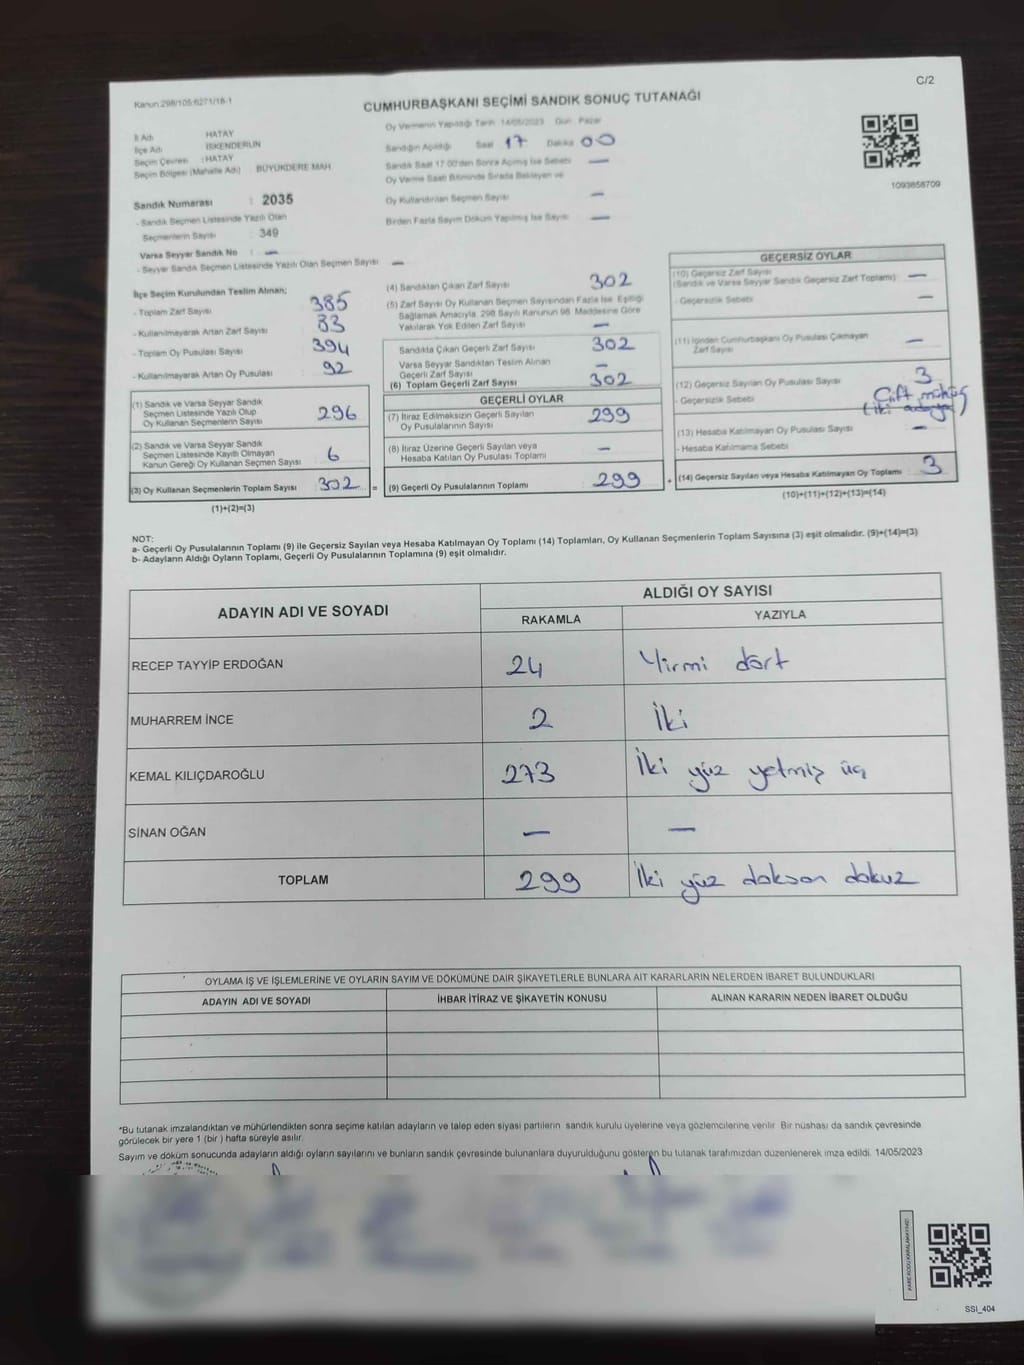 C/2
Kanun:298/105;6271/18-1
CUMHURBAŞKANI SEÇİMİ SANDIK SONUÇ TUTANAĞI
İl Adı HATAY
İlçe Adı İSKENDERUN
Seçim Çevresi : HATAY
Seçim Bölgesi (Mahalle Adı) BÜYÜKDERE MAH.
Sandık Numarası : 2035
- Sandık Seçmen Listesinde Yazılı Olan
Seçmenlerin Sayısı : 349
Varsa Seyyar Sandık No : —
- Seyyar Sandık Seçmen Listesinde Yazılı Olan Seçmen Sayısı —
Oy Vermenin Yapıldığı Tarih 14/05/2023 Gün: Pazar
Sandığın Açıldığı Saat 17 Dakika 00
Sandık Saat 17:00'den Sonra Açılmış İse Sebebi —
Oy Verme Saati Bitiminde Sırada Bekleyen ve
Oy Kullandırılan Seçmen Sayısı —
Birden Fazla Sayım Döküm Yapılmış İse Sayısı —
1093858709
İlçe Seçim Kurulundan Teslim Alınan;
- Toplam Zarf Sayısı 385
- Kullanılmayarak Artan Zarf Sayısı 83
- Toplam Oy Pusulası Sayısı 394
- Kullanılmayarak Artan Oy Pusulası 92
(1) Sandık ve Varsa Seyyar Sandık
Seçmen Listesinde Yazılı Olup
Oy Kullanan Seçmenlerin Sayısı 296
(2) Sandık ve Varsa Seyyar Sandık
Seçmen Listesinde Kayıtlı Olmayan
Kanun Gereği Oy Kullanan Seçmen Sayısı 6
(3) Oy Kullanan Seçmenlerin Toplam Sayısı 302 =
(1)+(2)=(3)
(4) Sandıktan Çıkan Zarf Sayısı 302
(5) Zarf Sayısı Oy Kullanan Seçmen Sayısından Fazla İse Eşitliği
Sağlamak Amacıyla, 298 Sayılı Kanunun 98. Maddesine Göre
Yakılarak Yok Edilen Zarf Sayısı —
Sandıkta Çıkan Geçerli Zarf Sayısı 302
Varsa Seyyar Sandıktan Teslim Alınan
Geçerli Zarf Sayısı —
(6) Toplam Geçerli Zarf Sayısı 302
GEÇERLİ OYLAR
(7) İtiraz Edilmeksizin Geçerli Sayılan
Oy Pusulalarının Sayısı 299
(8) İtiraz Üzerine Geçerli Sayılan veya
Hesaba Katılan Oy Pusulası Toplamı —
(9) Geçerli Oy Pusulalarının Toplamı 299 +
GEÇERSİZ OYLAR
(10) Geçersiz Zarf Sayısı
(Sandık ve Varsa Seyyar Sandık Geçersiz Zarf Toplamı) —
- Geçersizlik Sebebi —
(11) İçinden Cumhurbaşkanı Oy Pusulası Çıkmayan
Zarf Sayısı —
(12) Geçersiz Sayılan Oy Pusulası Sayısı 3
- Geçersizlik Sebebi Çift mühür
(13) Hesaba Katılmayan Oy Pusulası Sayısı —
- Hesaba Katılmama Sebebi
(14) Geçersiz Sayılan veya Hesaba Katılmayan Oy Toplamı 3
(10)+(11)+(12)+(13)=(14)
NOT:
a- Geçerli Oy Pusulalarının Toplamı (9) ile Geçersiz Sayılan veya Hesaba Katılmayan Oy Toplamı (14) Toplamları, Oy Kullanan Seçmenlerin Toplam Sayısına (3) eşit olmalıdır. (9)+(14)=(3)
b- Adayların Aldığı Oyların Toplamı, Geçerli Oy Pusulalarının Toplamına (9) eşit olmalıdır.
ADAYIN ADI VE SOYADI ALDIĞI OY SAYISI
RAKAMLA YAZIYLA
RECEP TAYYİP ERDOĞAN 24 Yirmi dört
MUHARREM İNCE 2 İki
KEMAL KILIÇDAROĞLU 273 İki yüz yetmiş üç
SİNAN OĞAN — —
TOPLAM 299 İki yüz doksan dokuz
OYLAMA İŞ VE İŞLEMLERİNE VE OYLARIN SAYIM VE DÖKÜMÜNE DAİR ŞİKAYETLERLE BUNLARA AİT KARARLARIN NELERDEN İBARET BULUNDUKLARI
ADAYIN ADI VE SOYADI İHBAR İTİRAZ VE ŞİKAYETİN KONUSU ALINAN KARARIN NEDEN İBARET OLDUĞU
*Bu tutanak imzalandıktan ve mühürlendikten sonra seçime katılan adayların ve talep eden siyasi partilerin sandık kurulu üyelerine veya gözlemcilerine verilir. Bir nüshası da sandık çevresinde
görülecek bir yere 1 (bir ) hafta süreyle asılır.
Sayım ve döküm sonucunda adayların aldığı oyların sayılarını ve bunların sandık çevresinde bulunanlara duyurulduğunu gösteren bu tutanak tarafımızdan düzenlenerek imza edildi. 14/05/2023
#KAREKODU KARALAMAYINIZ!
SSI_404